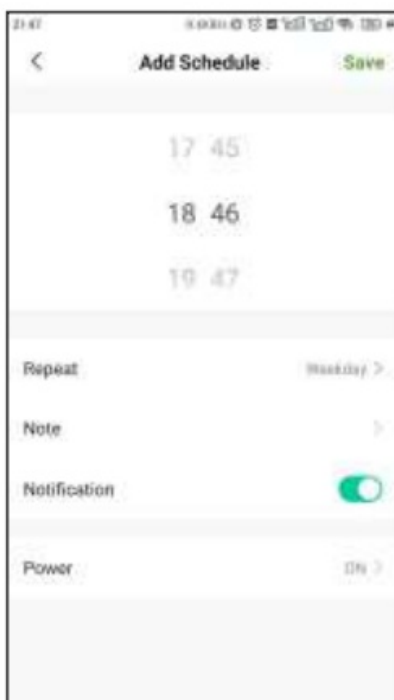 Add Schedule Save
17 45
18 46
19 47
Repeat Weekday
Note
Notification
Power ON